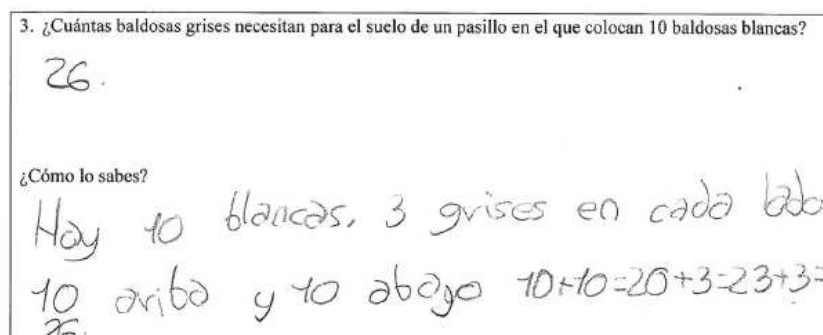 3. ¿Cuántas baldosas grises necesitan para el suelo de un pasillo en el que colocan 10 baldosas blancas?
26.
¿Cómo lo sabes?
Hay 10 blancas, 3 grises en cada lado
10 ariba y 10 abajo 10+10=20+3=23+3=
26.